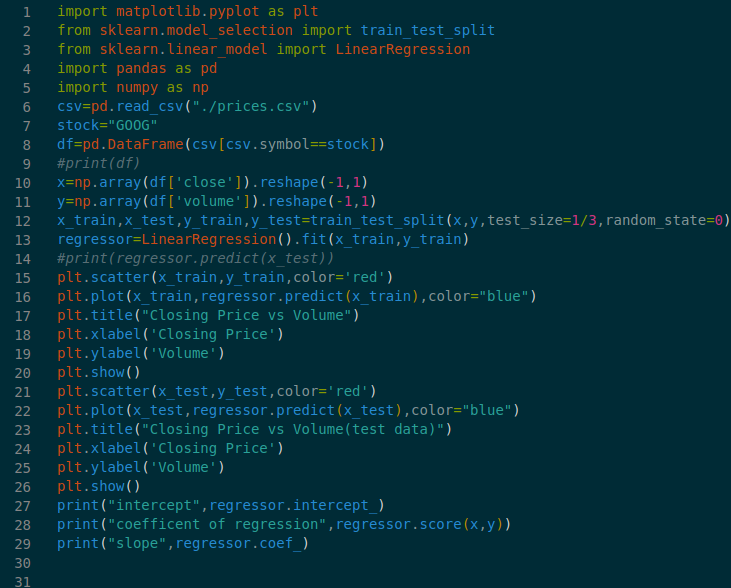 1 import matplotlib.pyplot as plt
2 from sklearn.model_selection import train_test_split
3 from sklearn.linear_model import LinearRegression
4 import pandas as pd
5 import numpy as np
6 csv=pd.read_csv("./prices.csv")
7 stock="GOOG"
8 df=pd.DataFrame(csv[csv.symbol==stock])
9 #print(df)
10 x=np.array(df['close']).reshape(-1,1)
11 y=np.array(df['volume']).reshape(-1,1)
12 x_train,x_test,y_train,y_test=train_test_split(x,y,test_size=1/3,random_state=0)
13 regressor=LinearRegression().fit(x_train,y_train)
14 #print(regressor.predict(x_test))
15 plt.scatter(x_train,y_train,color='red')
16 plt.plot(x_train,regressor.predict(x_train),color="blue")
17 plt.title("Closing Price vs Volume")
18 plt.xlabel('Closing Price')
19 plt.ylabel('Volume')
20 plt.show()
21 plt.scatter(x_test,y_test,color='red')
22 plt.plot(x_test,regressor.predict(x_test),color="blue")
23 plt.title("Closing Price vs Volume(test data)")
24 plt.xlabel('Closing Price')
25 plt.ylabel('Volume')
26 plt.show()
27 print("intercept",regressor.intercept_)
28 print("coefficent of regression",regressor.score(x,y))
29 print("slope",regressor.coef_)
30
31